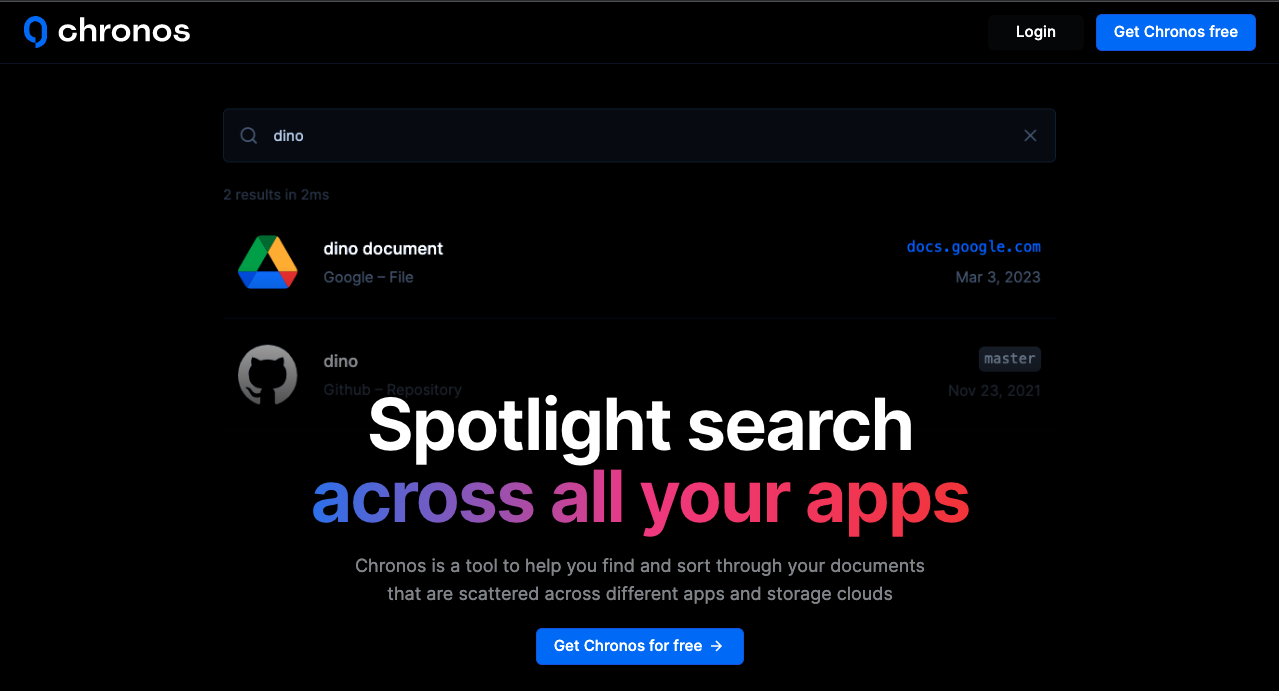 chronos
Login
Get Chronos free
dino
2 results in 2ms
dino document
docs.google.com
Google – File
Mar 3, 2023
dino
master
Github – Repository
Nov 23, 2021
Spotlight search
across all your apps
Chronos is a tool to help you find and sort through your documents
that are scattered across different apps and storage clouds
Get Chronos for free →